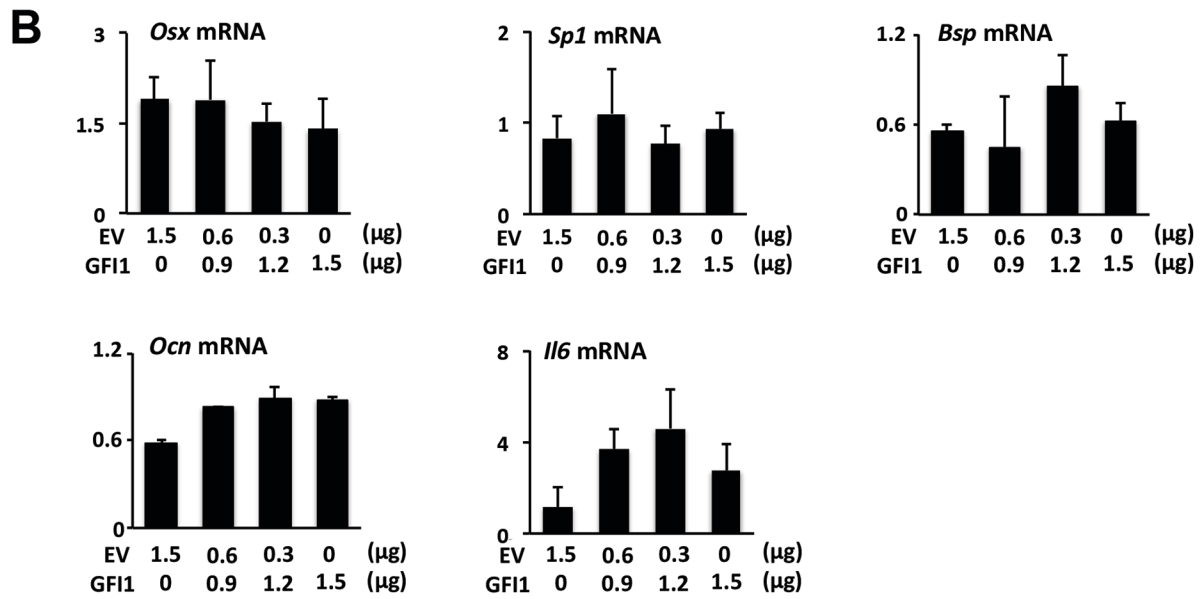 B
Osx mRNA
3
1.5
0
EV 1.5 0.6 0.3 0 (μg)
GFI1 0 0.9 1.2 1.5 (μg)
Sp1 mRNA
2
1
0
EV 1.5 0.6 0.3 0 (μg)
GFI1 0 0.9 1.2 1.5 (μg)
Bsp mRNA
1.2
0.6
0
EV 1.5 0.6 0.3 0 (μg)
GFI1 0 0.9 1.2 1.5 (μg)
Ocn mRNA
1.2
0.6
0
EV 1.5 0.6 0.3 0 (μg)
GFI1 0 0.9 1.2 1.5 (μg)
Il6 mRNA
8
4
0
EV 1.5 0.6 0.3 0 (μg)
GFI1 0 0.9 1.2 1.5 (μg)